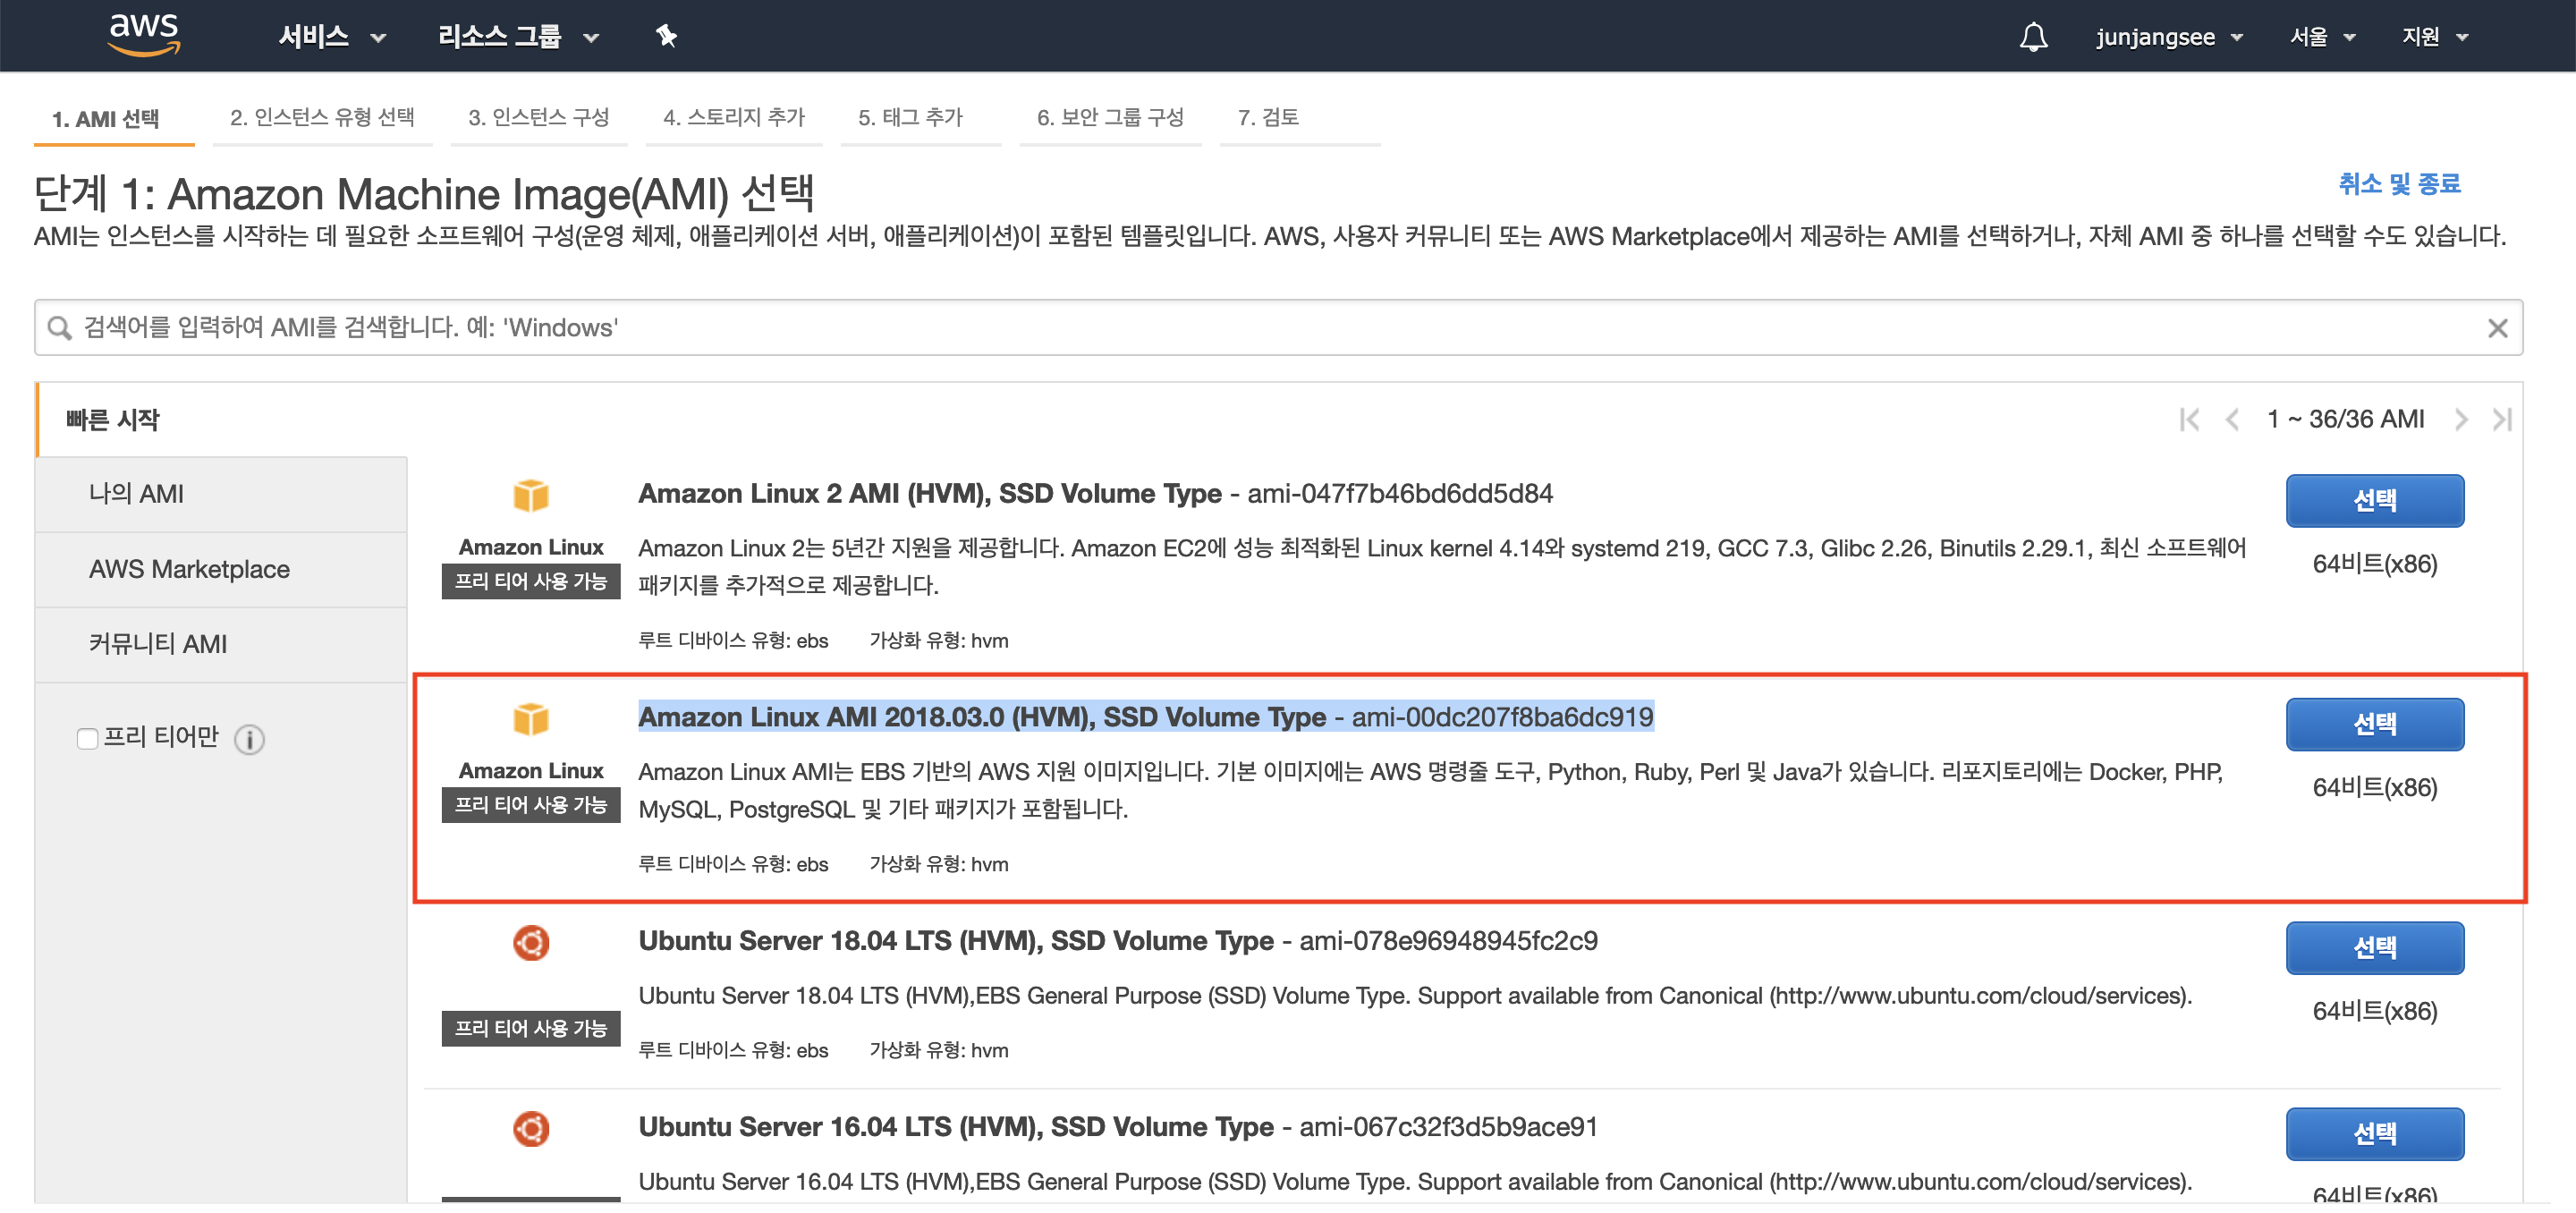 aws 서비스 리소스 그룹 junjangsee 서울 지원
1. AMI 선택 2. 인스턴스 유형 선택 3. 인스턴스 구성 4. 스토리지 추가 5. 태그 추가 6. 보안 그룹 구성 7. 검토
단계 1: Amazon Machine Image(AMI) 선택
취소 및 종료
AMI는 인스턴스를 시작하는 데 필요한 소프트웨어 구성(운영 체제, 애플리케이션 서버, 애플리케이션)이 포함된 템플릿입니다. AWS, 사용자 커뮤니티 또는 AWS Marketplace에서 제공하는 AMI를 선택하거나, 자체 AMI 중 하나를 선택할 수도 있습니다.
검색어를 입력하여 AMI를 검색합니다. 예: 'Windows'
빠른 시작
1 ~ 36/36 AMI
나의 AMI
AWS Marketplace
커뮤니티 AMI
프리 티어만
Amazon Linux
프리 티어 사용 가능
Amazon Linux 2 AMI (HVM), SSD Volume Type - ami-047f7b46bd6dd5d84
Amazon Linux 2는 5년간 지원을 제공합니다. Amazon EC2에 성능 최적화된 Linux kernel 4.14와 systemd 219, GCC 7.3, Glibc 2.26, Binutils 2.29.1, 최신 소프트웨어
패키지를 추가적으로 제공합니다.
루트 디바이스 유형: ebs 가상화 유형: hvm
선택
64비트(x86)
Amazon Linux
프리 티어 사용 가능
Amazon Linux AMI 2018.03.0 (HVM), SSD Volume Type - ami-00dc207f8ba6dc919
Amazon Linux AMI는 EBS 기반의 AWS 지원 이미지입니다. 기본 이미지에는 AWS 명령줄 도구, Python, Ruby, Perl 및 Java가 있습니다. 리포지토리에는 Docker, PHP,
MySQL, PostgreSQL 및 기타 패키지가 포함됩니다.
루트 디바이스 유형: ebs 가상화 유형: hvm
선택
64비트(x86)
프리 티어 사용 가능
Ubuntu Server 18.04 LTS (HVM), SSD Volume Type - ami-078e96948945fc2c9
Ubuntu Server 18.04 LTS (HVM),EBS General Purpose (SSD) Volume Type. Support available from Canonical (http://www.ubuntu.com/cloud/services).
루트 디바이스 유형: ebs 가상화 유형: hvm
선택
64비트(x86)
Ubuntu Server 16.04 LTS (HVM), SSD Volume Type - ami-067c32f3d5b9ace91
Ubuntu Server 16.04 LTS (HVM),EBS General Purpose (SSD) Volume Type. Support available from Canonical (http://www.ubuntu.com/cloud/services).
선택
64비트(x86)